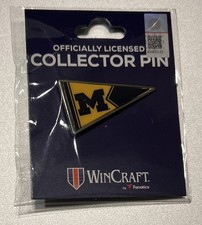 OFFICIALLY LICENSED
COLLECTOR PIN
M
WINCRAFT
by Fanatics